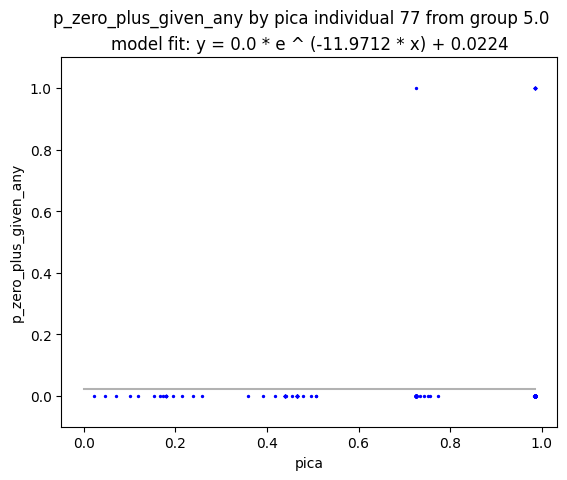 p_zero_plus_given_any by pica individual 77 from group 5.0
model fit: y = 0.0 * e ^ (-11.9712 * x) + 0.0224
1.0
0.8
0.6
0.4
0.2
0.0
p_zero_plus_given_any
0.0 0.2 0.4 0.6 0.8 1.0
pica